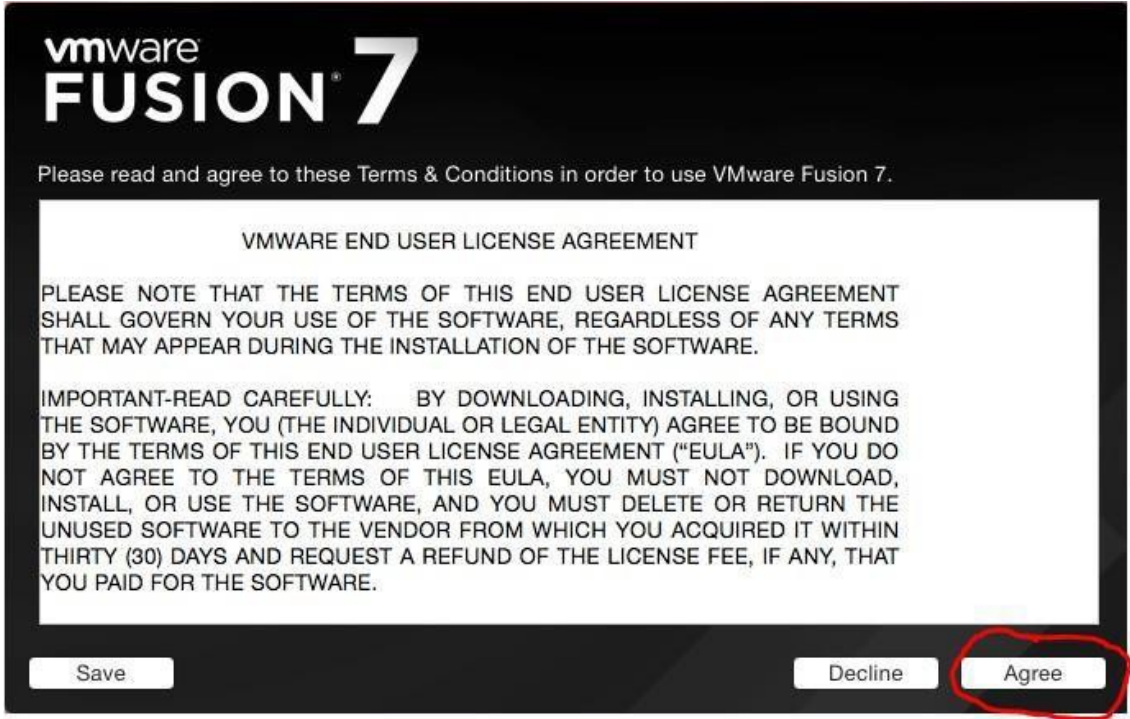 vmware
FUSION® 7
Please read and agree to these Terms & Conditions in order to use VMware Fusion 7.
VMWARE END USER LICENSE AGREEMENT
PLEASE NOTE THAT THE TERMS OF THIS END USER LICENSE AGREEMENT
SHALL GOVERN YOUR USE OF THE SOFTWARE, REGARDLESS OF ANY TERMS
THAT MAY APPEAR DURING THE INSTALLATION OF THE SOFTWARE.
IMPORTANT-READ CAREFULLY: BY DOWNLOADING, INSTALLING, OR USING
THE SOFTWARE, YOU (THE INDIVIDUAL OR LEGAL ENTITY) AGREE TO BE BOUND
BY THE TERMS OF THIS END USER LICENSE AGREEMENT (“EULA”). IF YOU DO
NOT AGREE TO THE TERMS OF THIS EULA, YOU MUST NOT DOWNLOAD,
INSTALL, OR USE THE SOFTWARE, AND YOU MUST DELETE OR RETURN THE
UNUSED SOFTWARE TO THE VENDOR FROM WHICH YOU ACQUIRED IT WITHIN
THIRTY (30) DAYS AND REQUEST A REFUND OF THE LICENSE FEE, IF ANY, THAT
YOU PAID FOR THE SOFTWARE.
Save Decline Agree